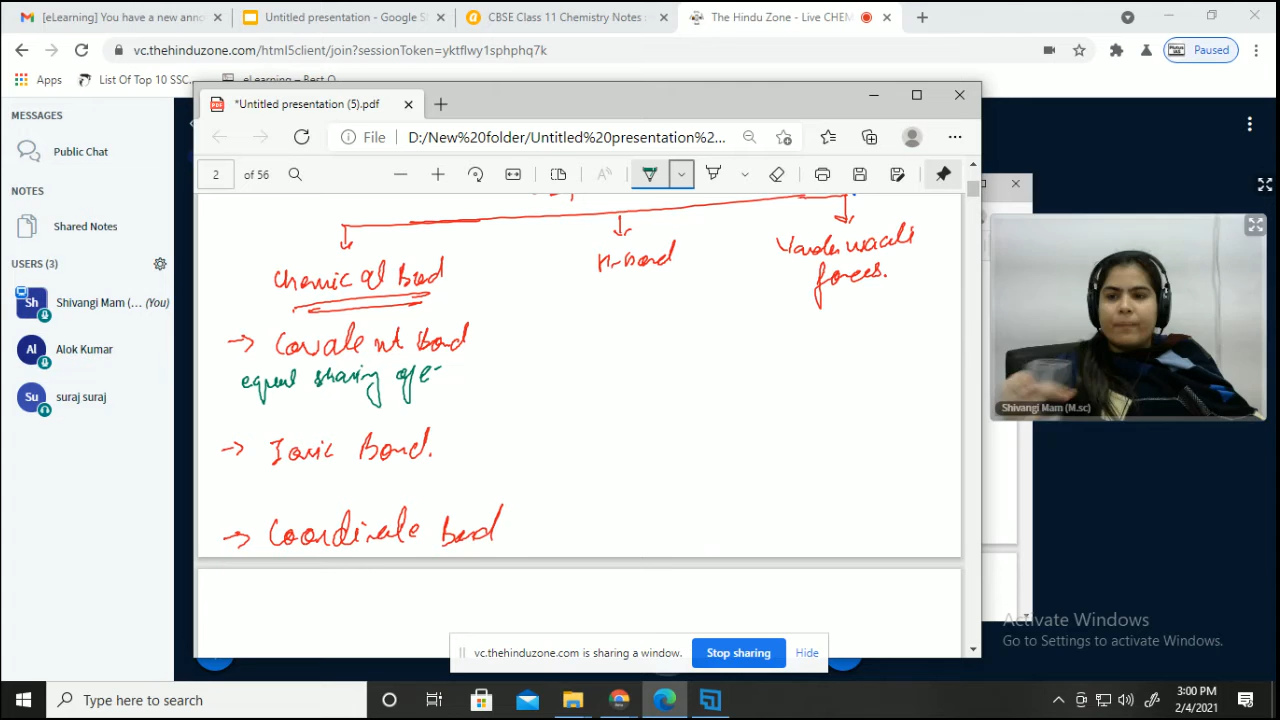 [eLearning] You have a new anno
Untitled presentation - Google S
CBSE Class 11 Chemistry Notes
The Hindu Zone - Live CHEM
vc.thehinduzone.com/html5client/join?sessionToken=yktflwy1sphphq7k
Paused
Apps
List Of Top 10 SSC...
eLearning – Best O
MESSAGES
Public Chat
NOTES
Shared Notes
USERS (3)
Sh Shivangi Mam (... (You)
Al Alok Kumar
Su suraj suraj
*Untitled presentation (5).pdf
File D:/New%20folder/Untitled%20presentation%2...
2 of 56
Chemical Bond
H-Bond
Vander waals
forces.
→ Covalent Bond
equal sharing of e-
→ Ionic Bond.
→ Coordinate bond
Shivangi Mam (M.sc)
Activate Windows
Go to Settings to activate Windows.
vc.thehinduzone.com is sharing a window. Stop sharing Hide
Type here to search
3:00 PM
2/4/2021